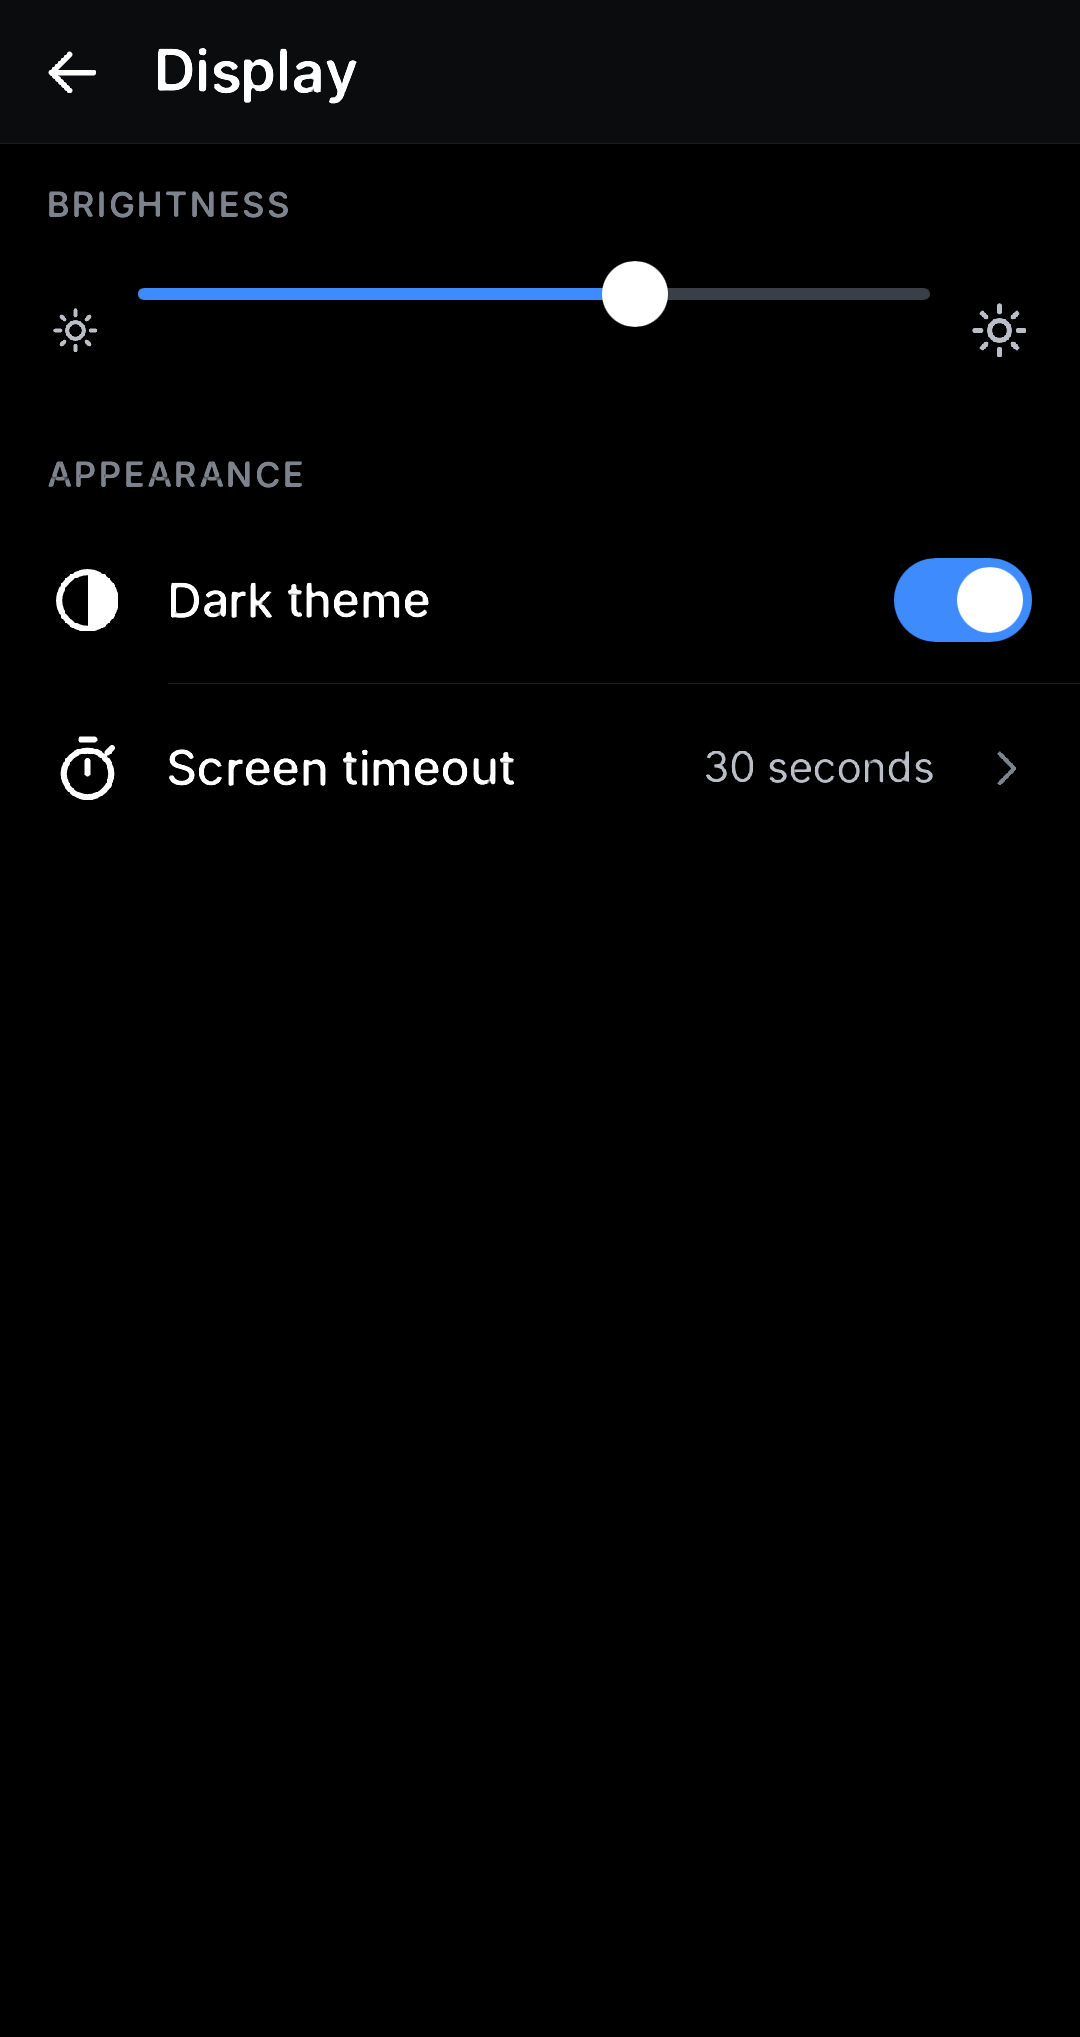 Display
BRIGHTNESS
APPEARANCE
Dark theme
Screen timeout 30 seconds